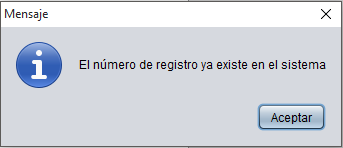 Mensaje
El número de registro ya existe en el sistema
Aceptar